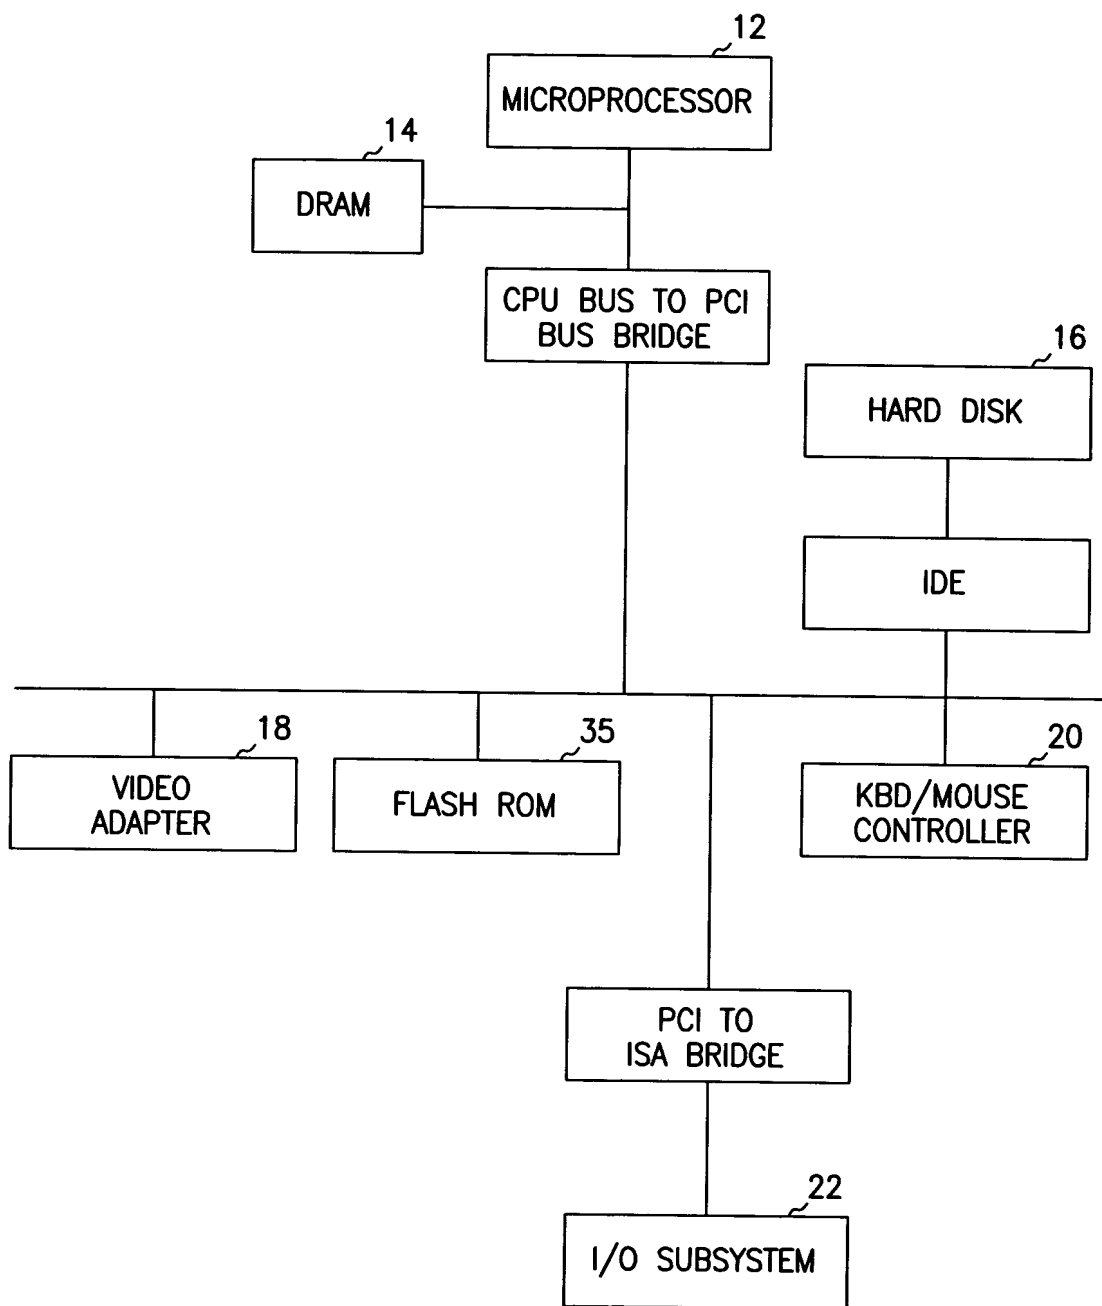 12
MICROPROCESSOR
14
DRAM
CPU BUS TO PCI
BUS BRIDGE
16
HARD DISK
IDE
18
VIDEO
ADAPTER
35
FLASH ROM
20
KBD/MOUSE
CONTROLLER
PCI TO
ISA BRIDGE
22
I/O SUBSYSTEM